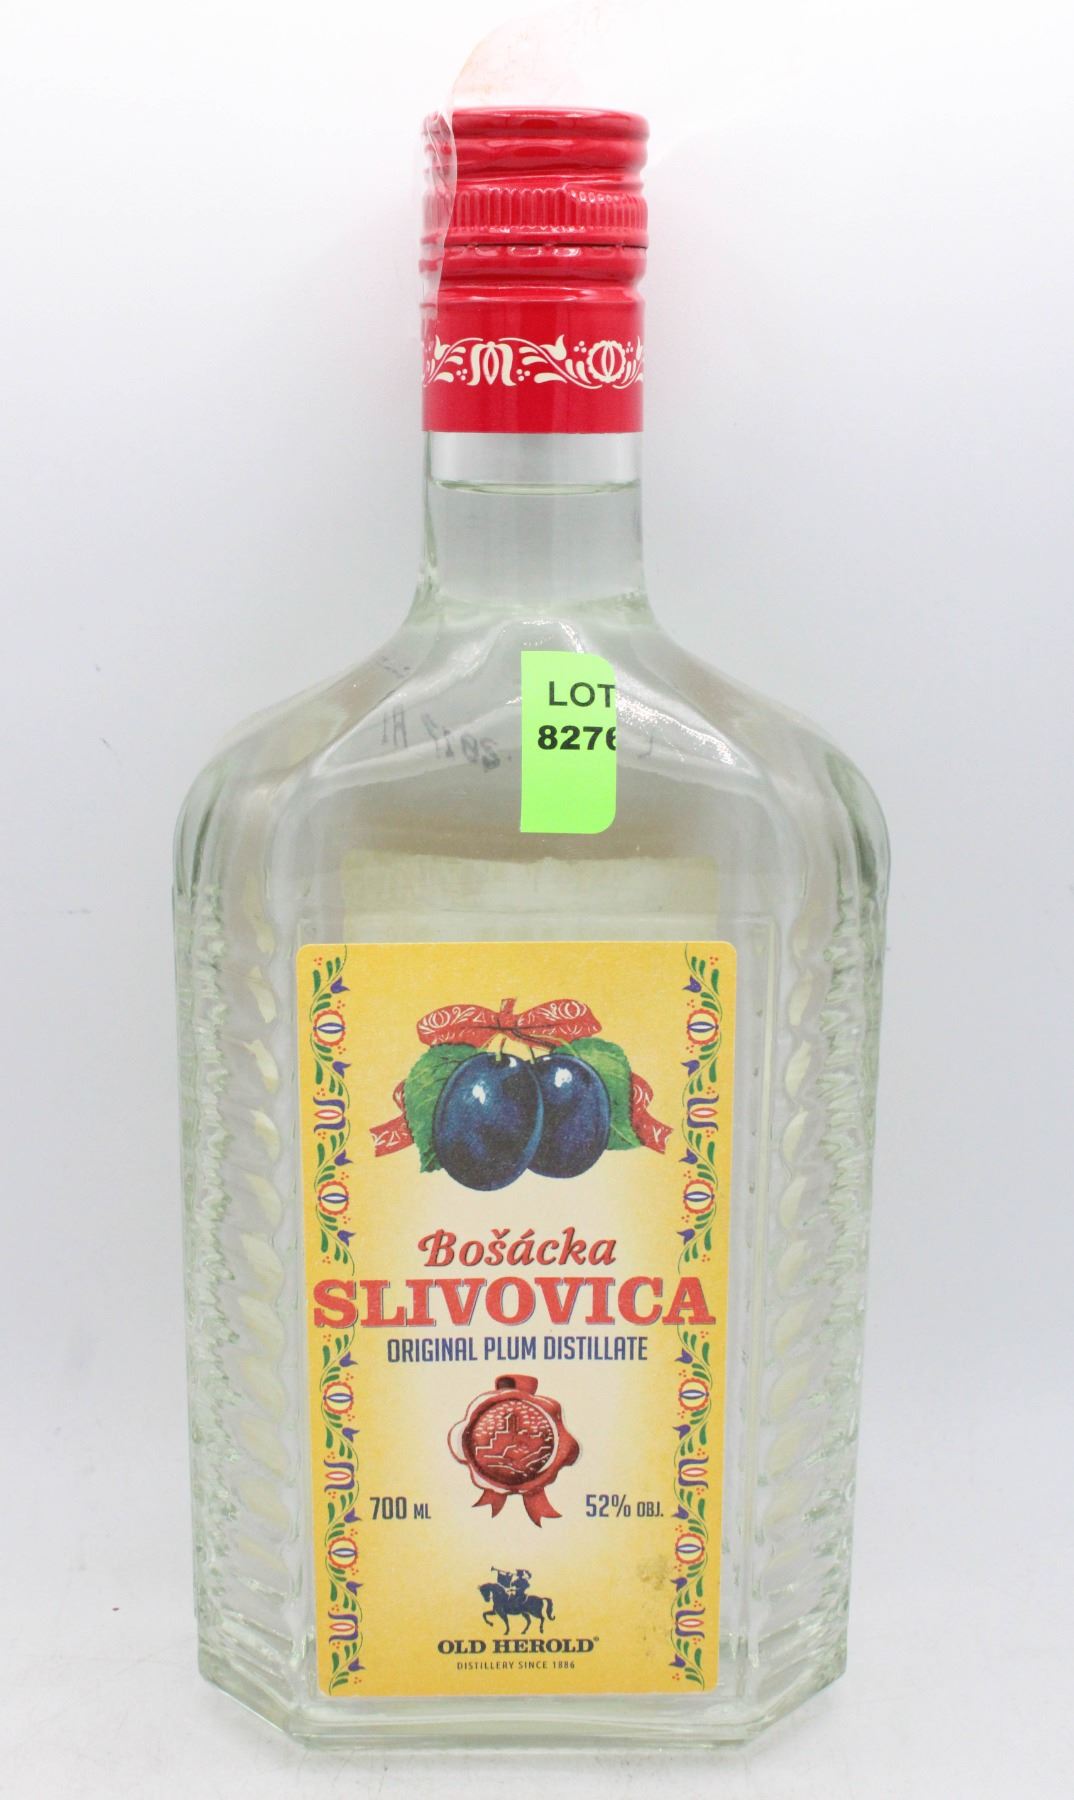 LOT
8276
Bošácka
SLIVOVICA
ORIGINAL PLUM DISTILLATE
700 ML
52% OBJ.
OLD HEROLD®
DISTILLERY SINCE 1886